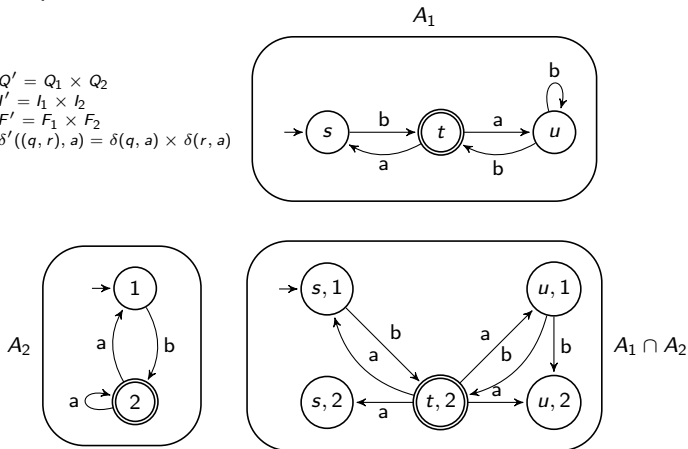 A₁
Q′ = Q₁ × Q₂
I′ = I₁ × I₂
F′ = F₁ × F₂
δ′((q, r), a) = δ(q, a) × δ(r, a)
b
s
b
t
a
u
a
b
A₂
1
a
b
a
2
s, 1
u, 1
b
a
a
b
b
A₁ ∩ A₂
s, 2
a
t, 2
a
u, 2